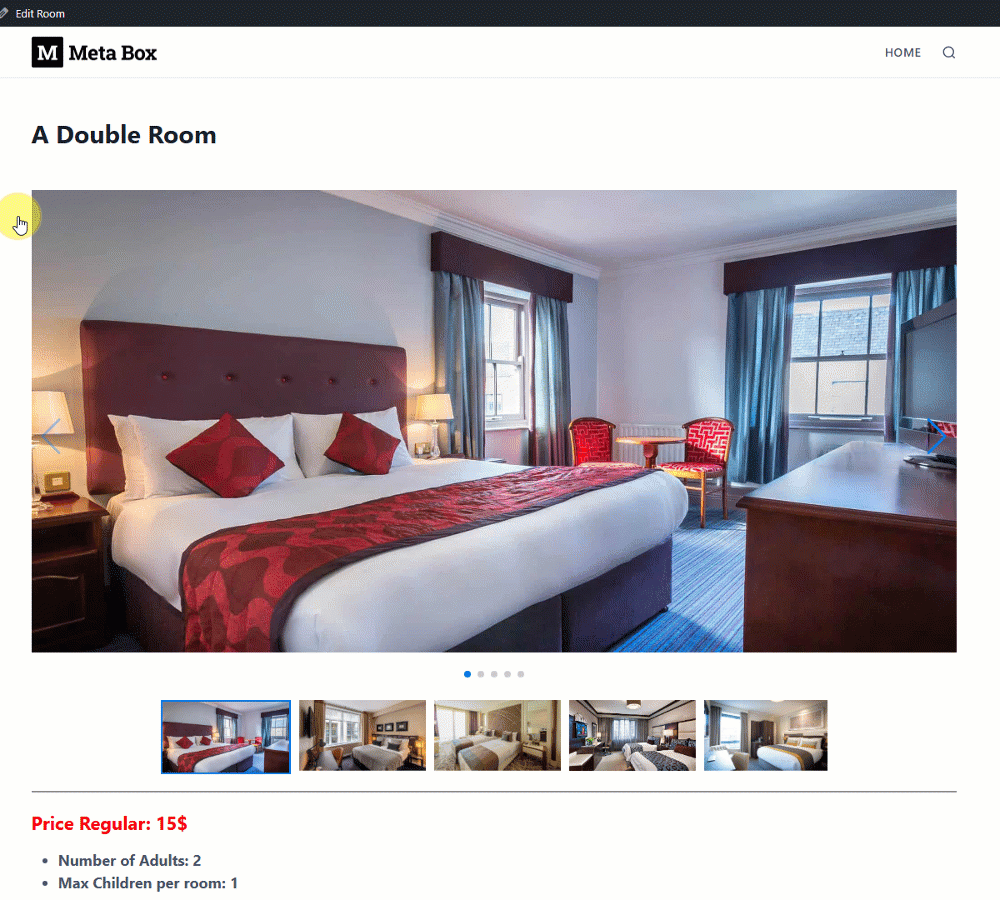 Edit Room
M Meta Box
HOME
A Double Room
Price Regular: 15$
• Number of Adults: 2
• Max Children per room: 1